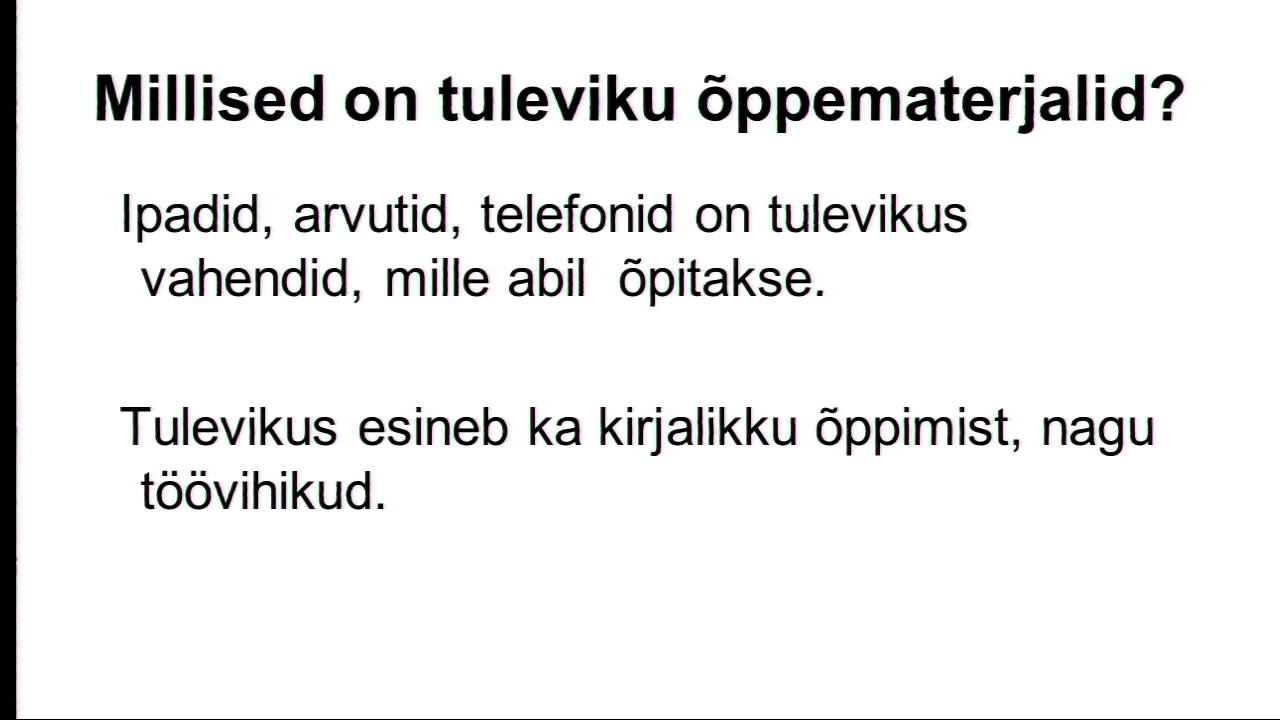 Millised on tuleviku õppematerjalid?
Ipadid, arvutid, telefonid on tulevikus
vahendid, mille abil  õpitakse.
Tulevikus esineb ka kirjalikku õppimist, nagu
töövihikud.